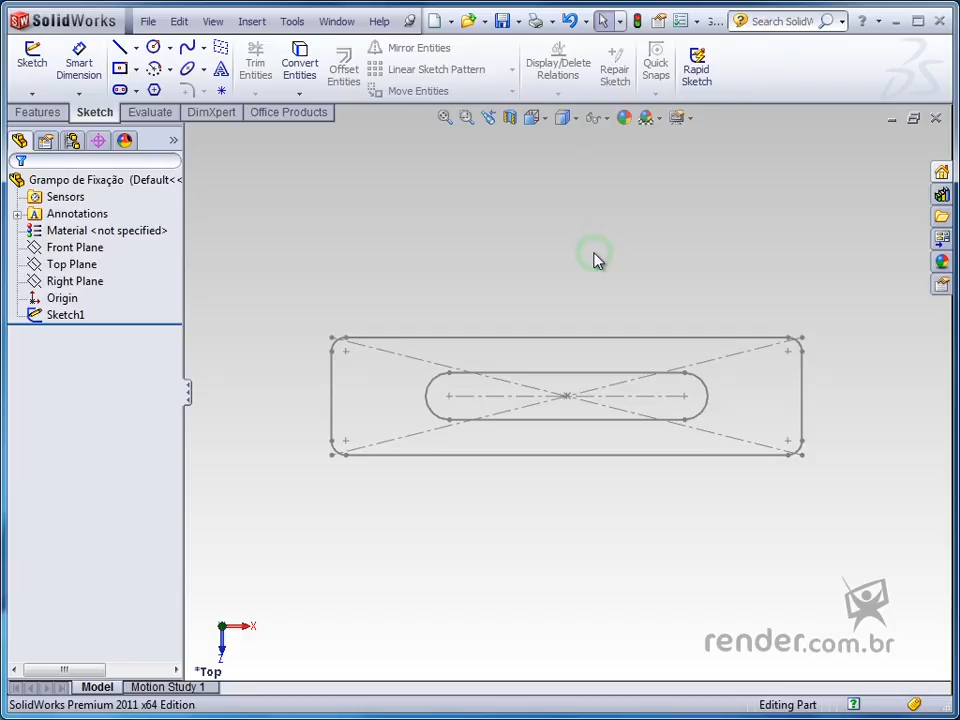 SolidWorks
File Edit View Insert Tools Window Help
S...
Search SolidW
Sketch
Smart Dimension
Trim Entities
Convert Entities
Offset Entities
Mirror Entities
Linear Sketch Pattern
Move Entities
Display/Delete Relations
Repair Sketch
Quick Snaps
Rapid Sketch
Features Sketch Evaluate DimXpert Office Products
Grampo de Fixação (Default<<
Sensors
Annotations
Material <not specified>
Front Plane
Top Plane
Right Plane
Origin
Sketch1
X
Z
*Top
render.com.br
Model Motion Study 1
SolidWorks Premium 2011 x64 Edition
Editing Part